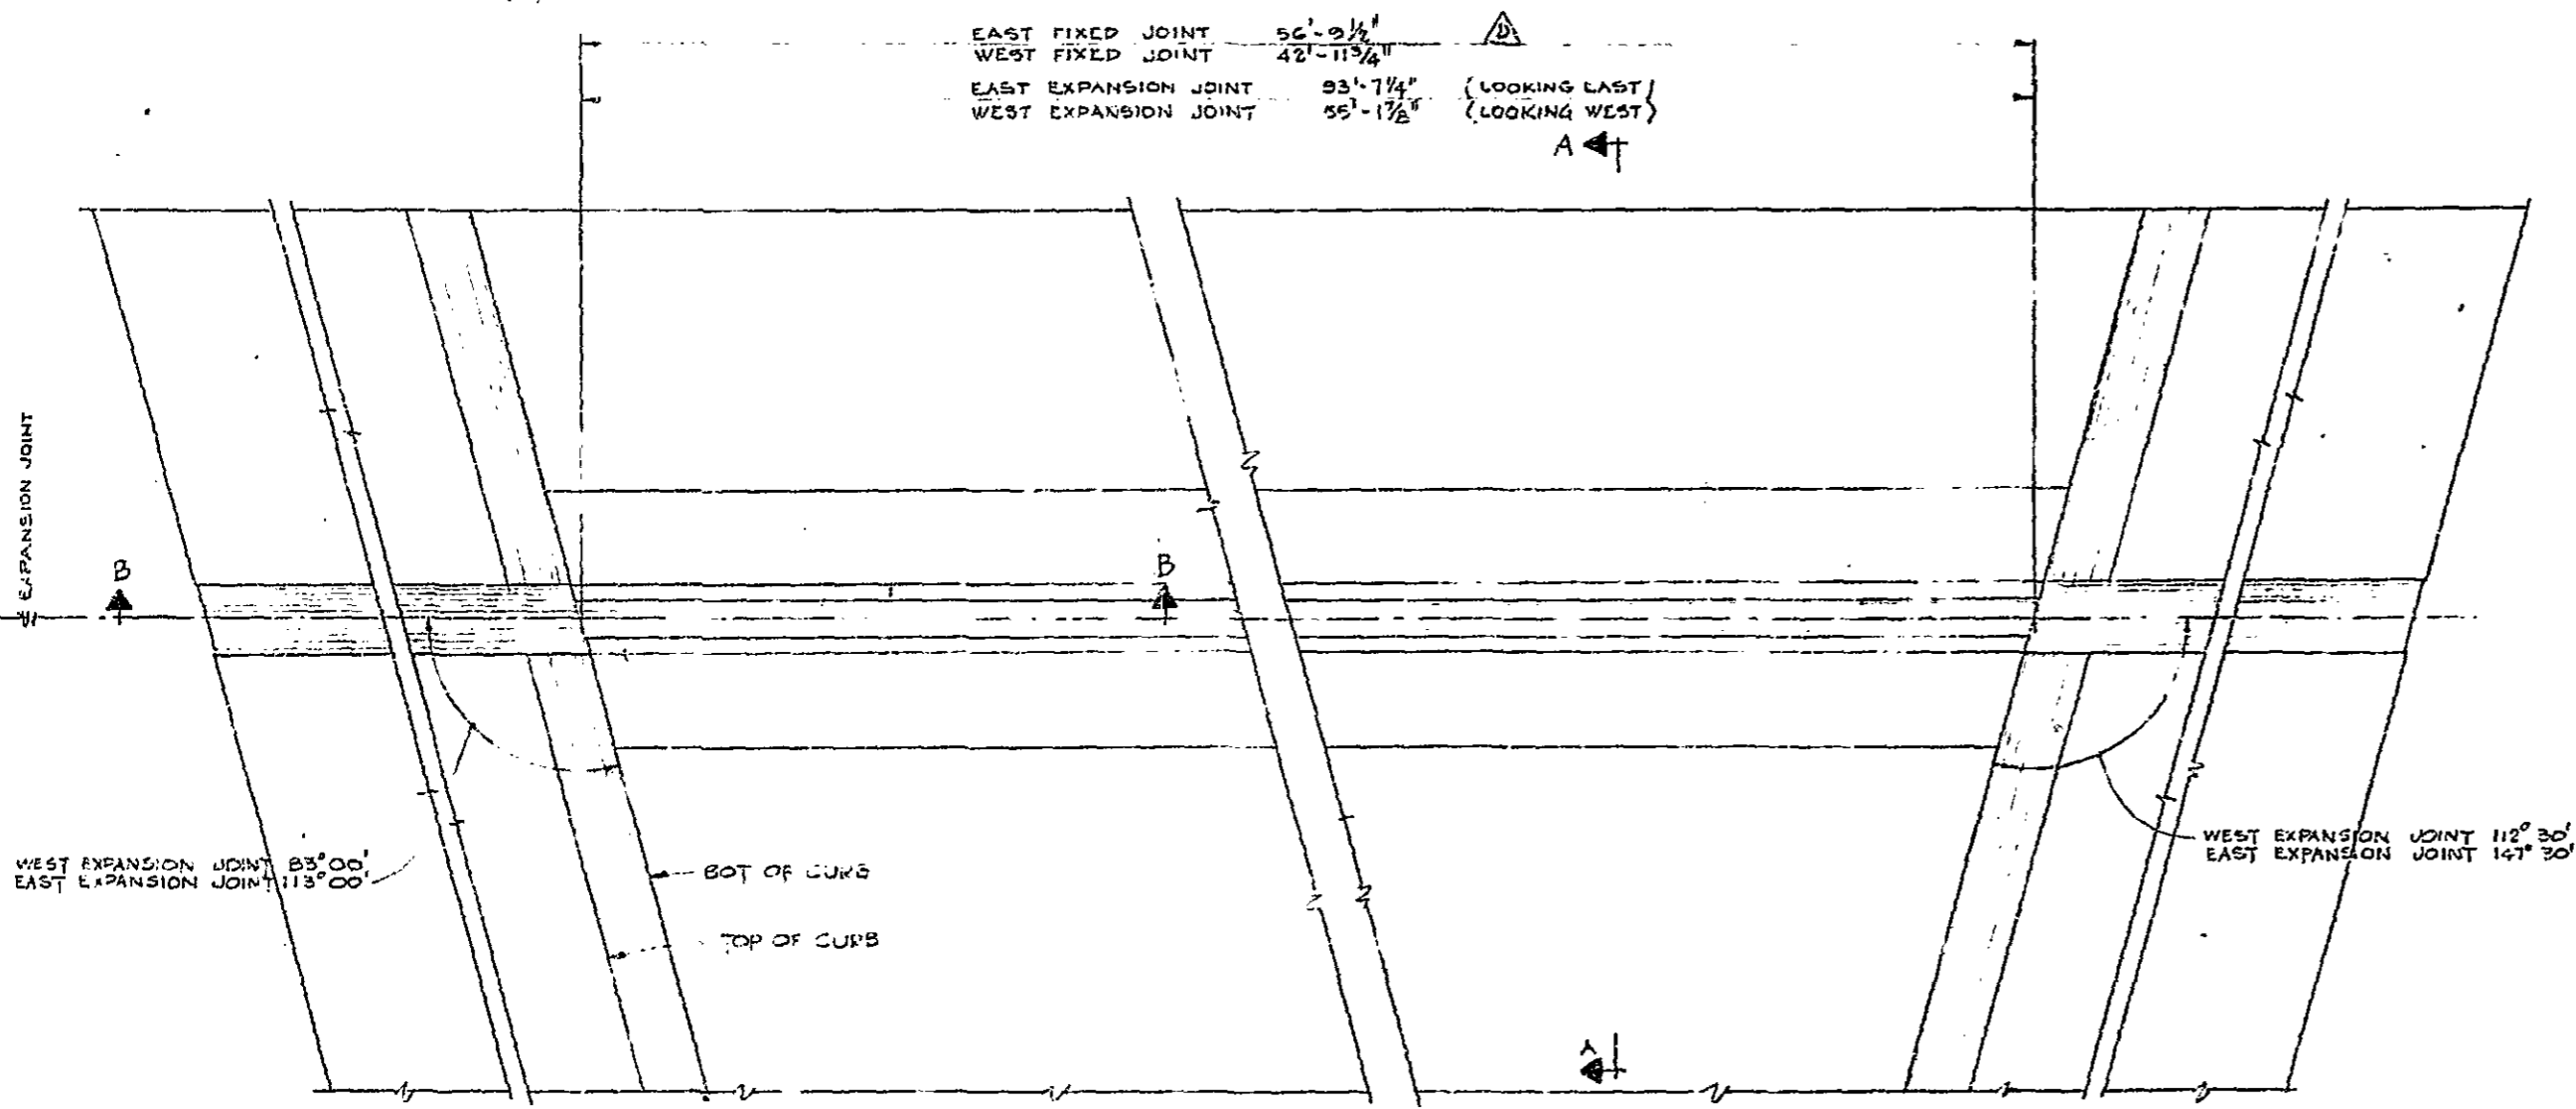 EAST FIXED JOINT 56'-9½"
WEST FIXED JOINT 42'-11¾"
D
EAST EXPANSION JOINT 93'-7¼" (LOOKING EAST)
WEST EXPANSION JOINT 55'-1⅞" (LOOKING WEST)
A
EXPANSION JOINT
B
B
WEST EXPANSION JOINT 83°00'
EAST EXPANSION JOINT 113°00'
BOT OF CURB
TOP OF CURB
WEST EXPANSION JOINT 112°30'
EAST EXPANSION JOINT 147°30'
A